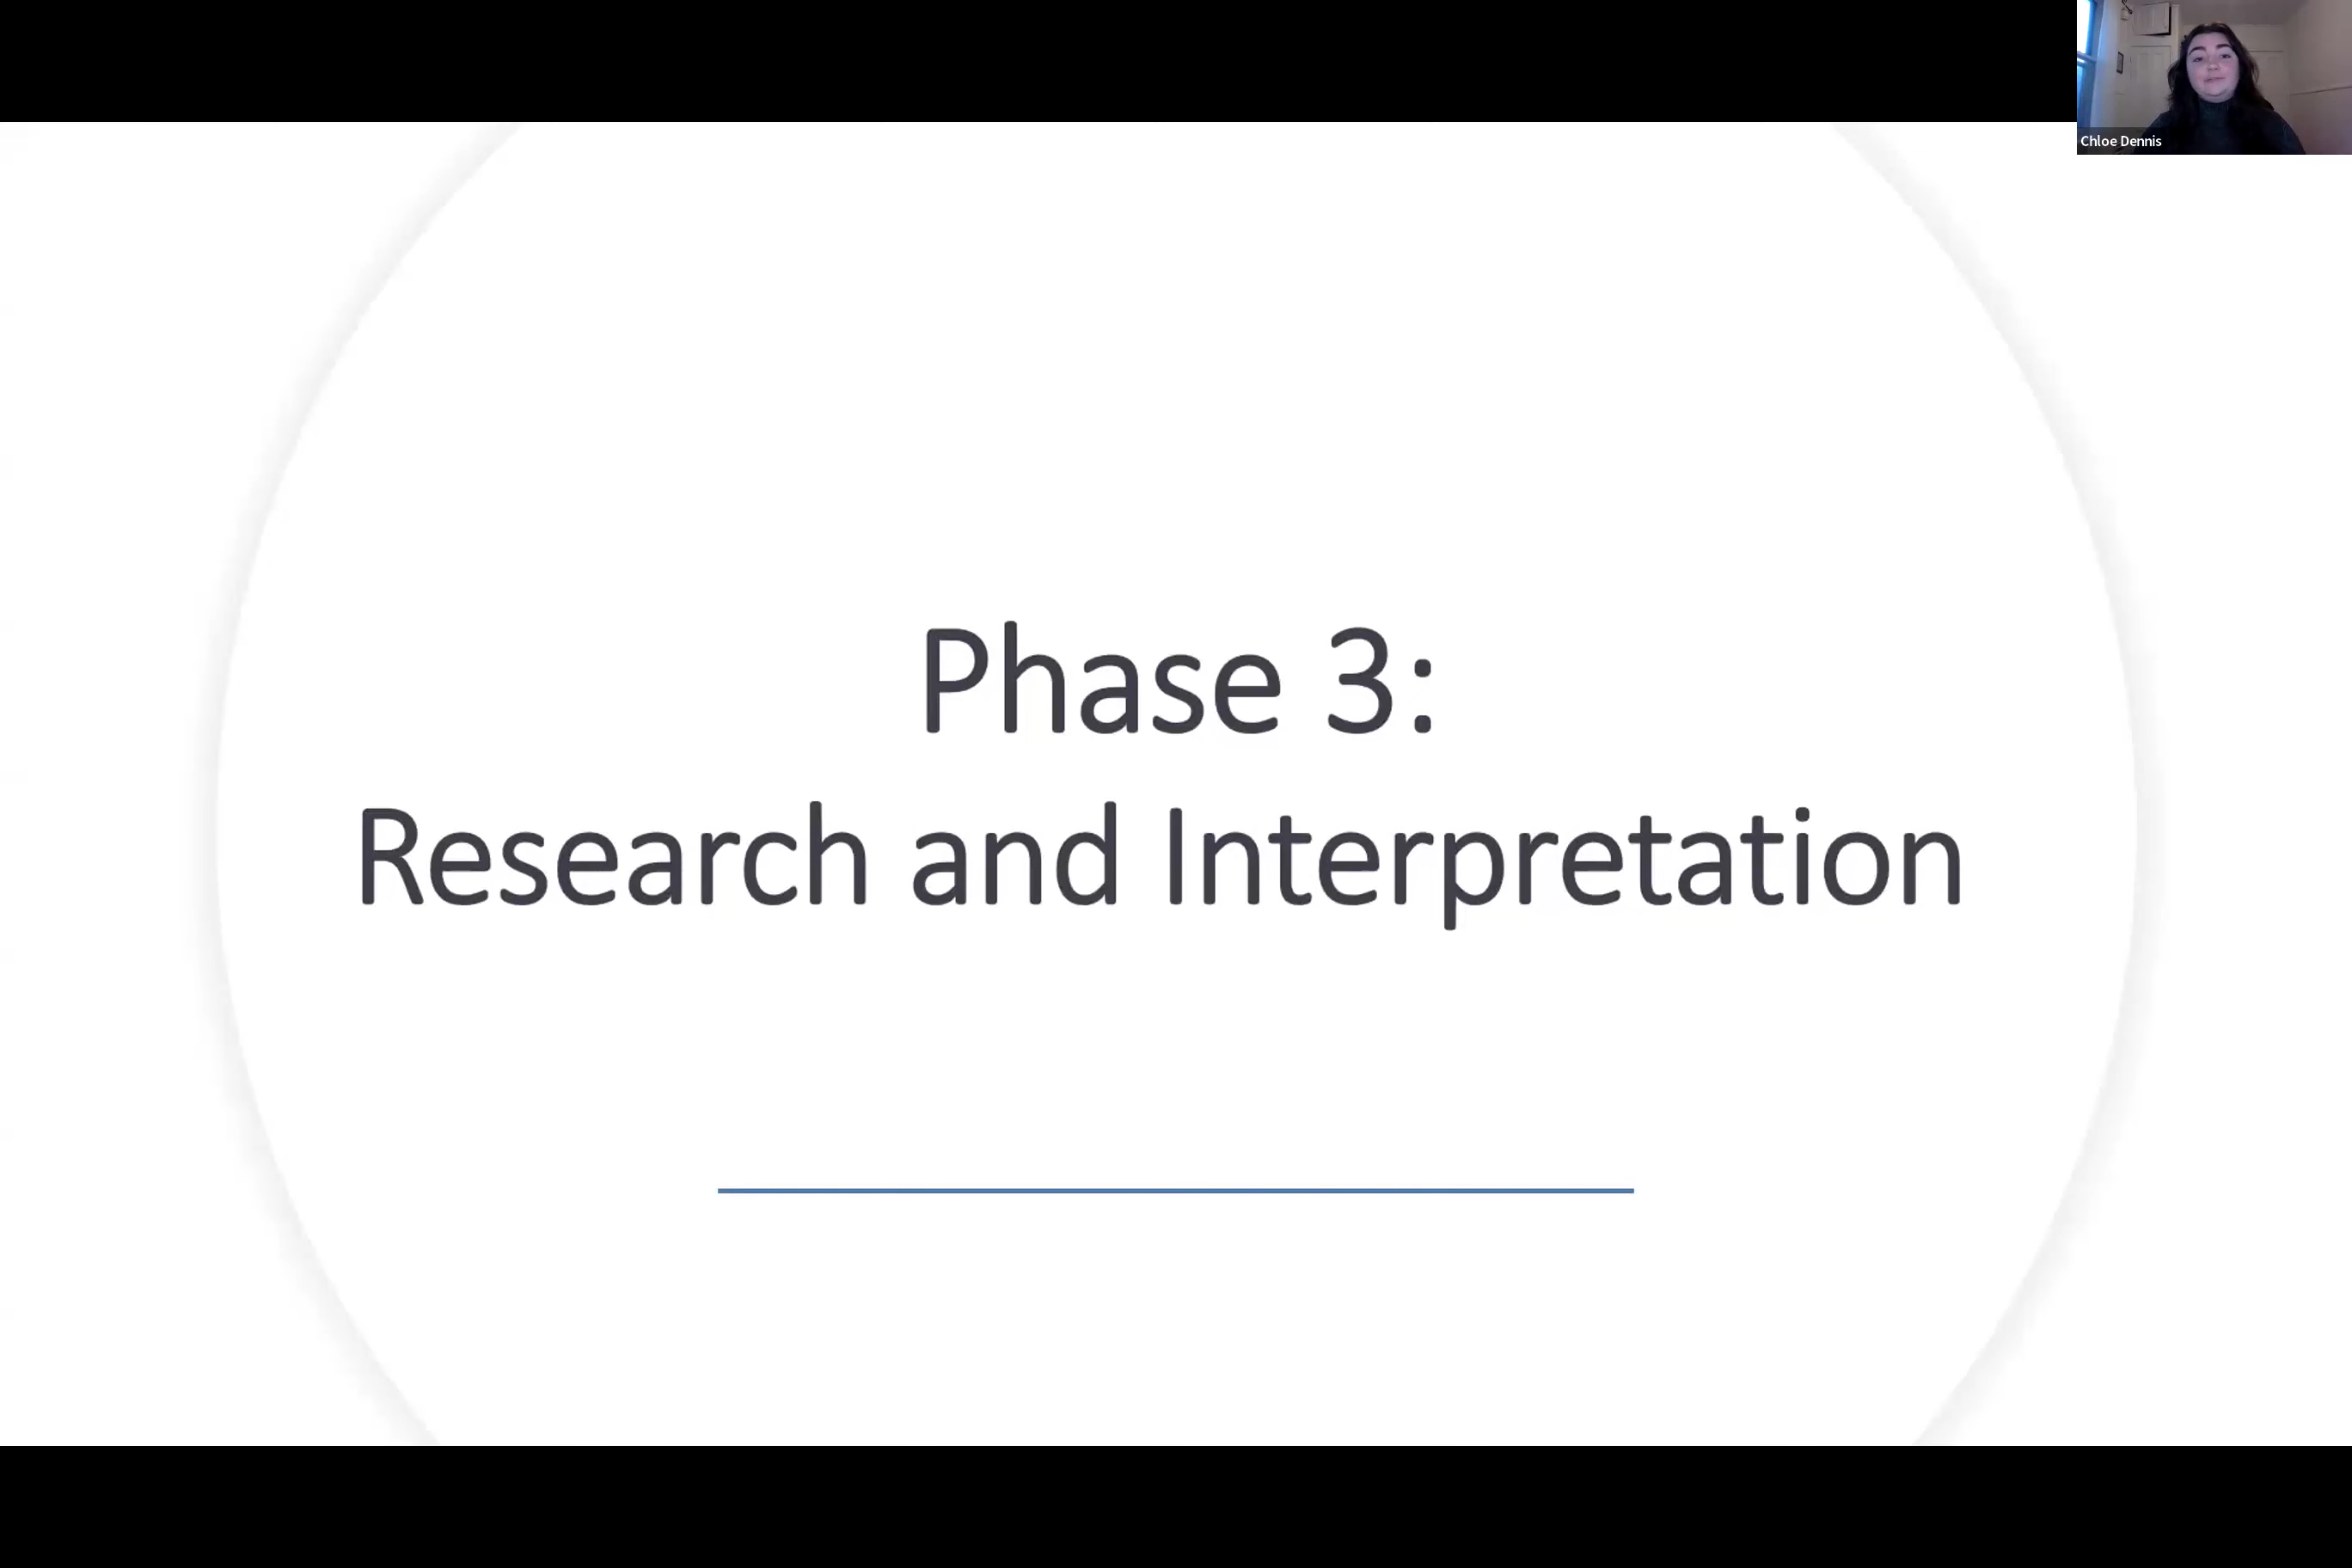 Chloe Dennis
Phase 3:
Research and Interpretation